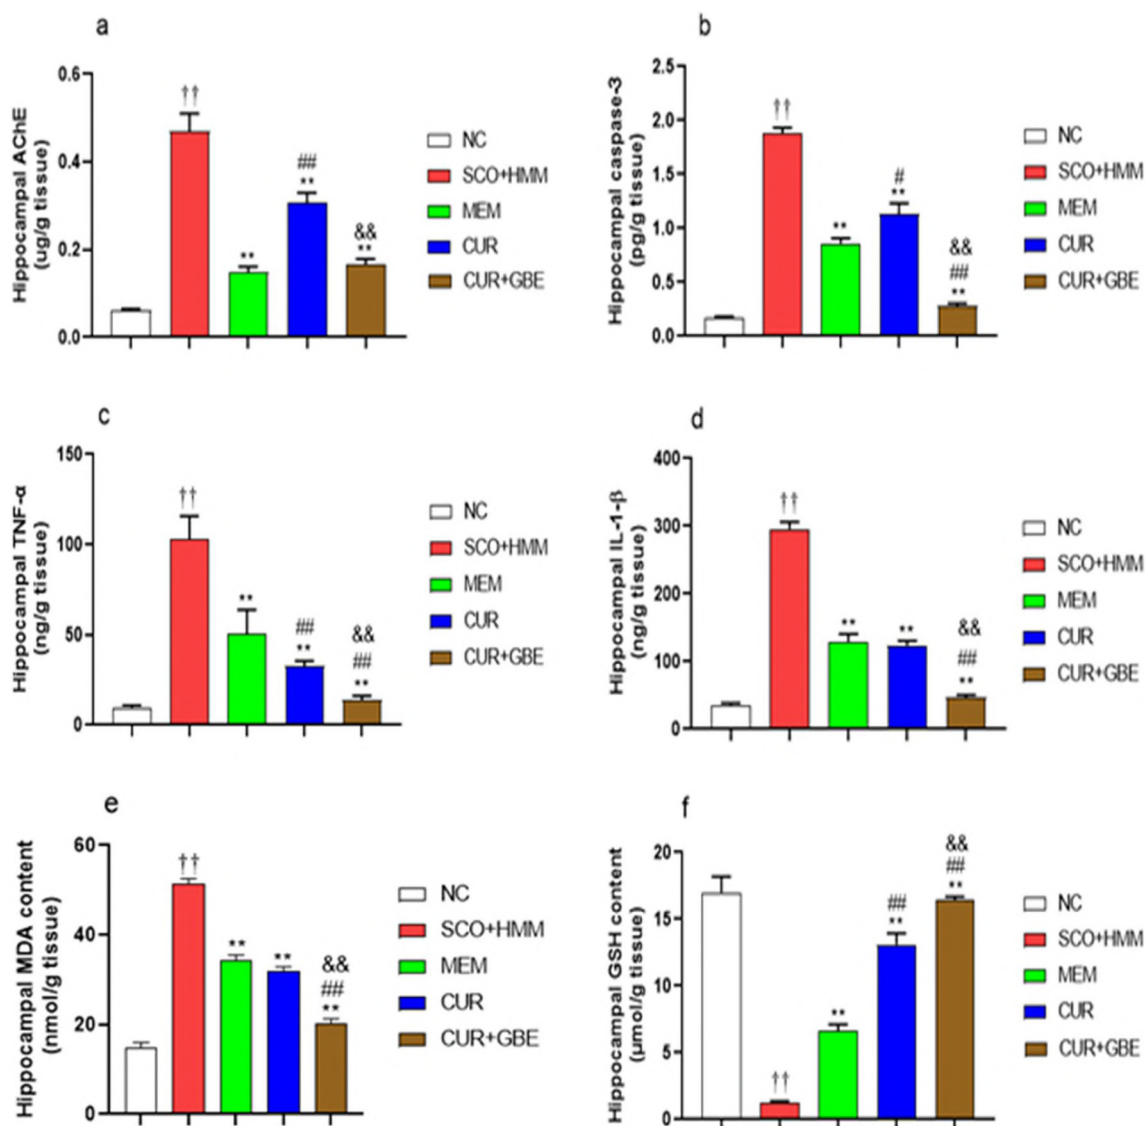 a
Hippocampal AChE
(ug/g tissue)
0.6
0.4
0.2
0.0
††
**
##
**
&&
**
NC
SCO+HMM
MEM
CUR
CUR+GBE
b
Hippocampal caspase-3
(pg/g tissue)
2.5
2.0
1.5
1.0
0.5
0.0
††
**
#
**
&&
##
**
NC
SCO+HMM
MEM
CUR
CUR+GBE
c
Hippocampal TNF-α
(ng/g tissue)
150
100
50
0
††
**
##
**
&&
##
**
NC
SCO+HMM
MEM
CUR
CUR+GBE
d
Hippocampal IL-1-β
(ng/g tissue)
400
300
200
100
0
††
**
**
&&
##
**
NC
SCO+HMM
MEM
CUR
CUR+GBE
e
Hippocampal MDA content
(nmol/g tissue)
60
40
20
0
††
**
**
&&
##
**
NC
SCO+HMM
MEM
CUR
CUR+GBE
f
Hippocampal GSH content
(µmol/g tissue)
20
15
10
5
0
††
**
##
**
&&
##
**
NC
SCO+HMM
MEM
CUR
CUR+GBE